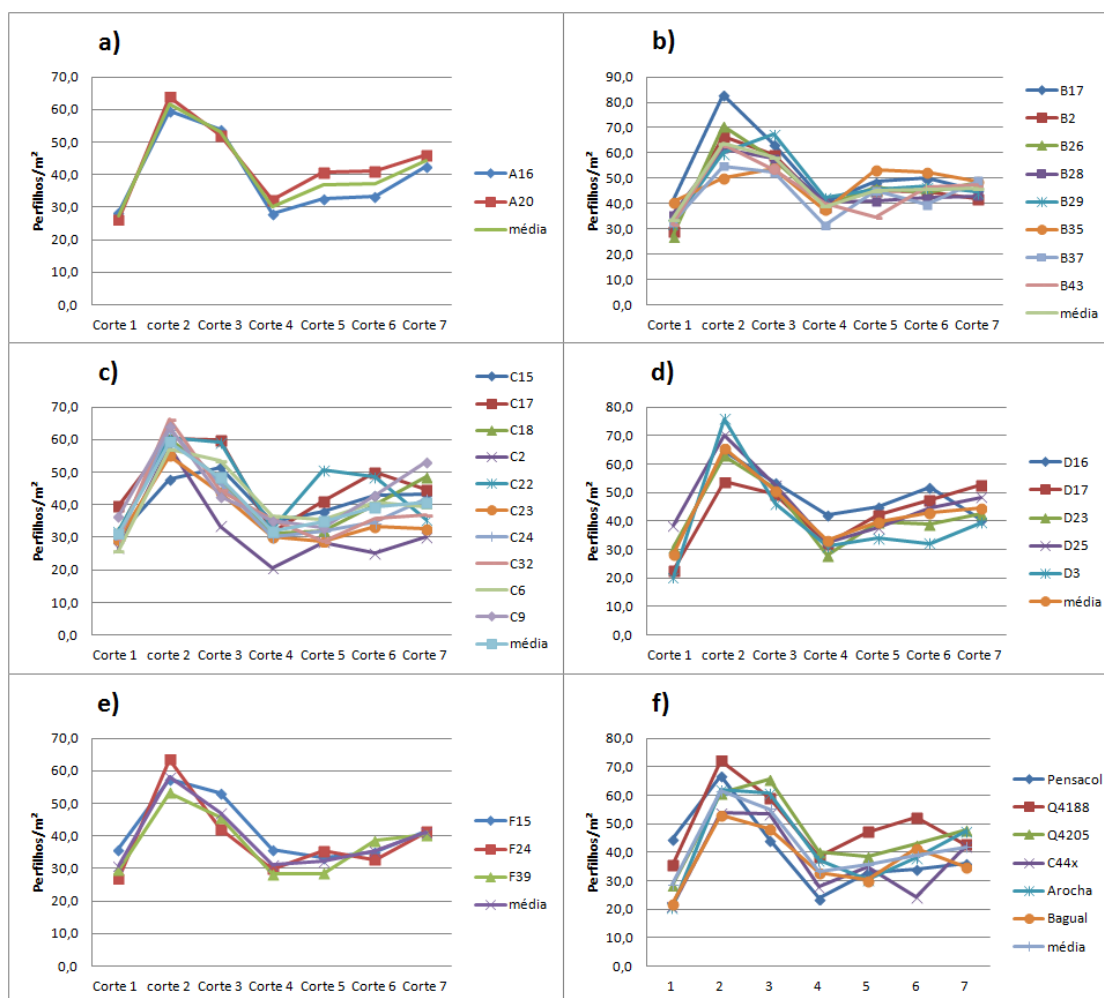 a)
70,0
60,0
50,0
40,0
30,0
20,0
10,0
0,0
Perfilhos/m²
Corte 1 corte 2 Corte 3 Corte 4 Corte 5 Corte 6 Corte 7
A16
A20
média
b)
90,0
80,0
70,0
60,0
50,0
40,0
30,0
20,0
10,0
0,0
Perfilhos/m²
Corte 1 corte 2 Corte 3 Corte 4 Corte 5 Corte 6 Corte 7
B17
B2
B26
B28
B29
B35
B37
B43
média
c)
70,0
60,0
50,0
40,0
30,0
20,0
10,0
0,0
Perfilhos/m²
Corte 1 corte 2 Corte 3 Corte 4 Corte 5 Corte 6 Corte 7
C15
C17
C18
C2
C22
C23
C24
C32
C6
C9
média
d)
80,0
70,0
60,0
50,0
40,0
30,0
20,0
10,0
0,0
Perfilhos/m²
Corte 1 corte 2 Corte 3 Corte 4 Corte 5 Corte 6 Corte 7
D16
D17
D23
D25
D3
média
e)
70,0
60,0
50,0
40,0
30,0
20,0
10,0
0,0
Perfilhos/m²
Corte 1 corte 2 Corte 3 Corte 4 Corte 5 Corte 6 Corte 7
F15
F24
F39
média
f)
80,0
70,0
60,0
50,0
40,0
30,0
20,0
10,0
0,0
Perfilhos/m²
1 2 3 4 5 6 7
Pensacol
Q4188
Q4205
C44x
Arocha
Bagual
média